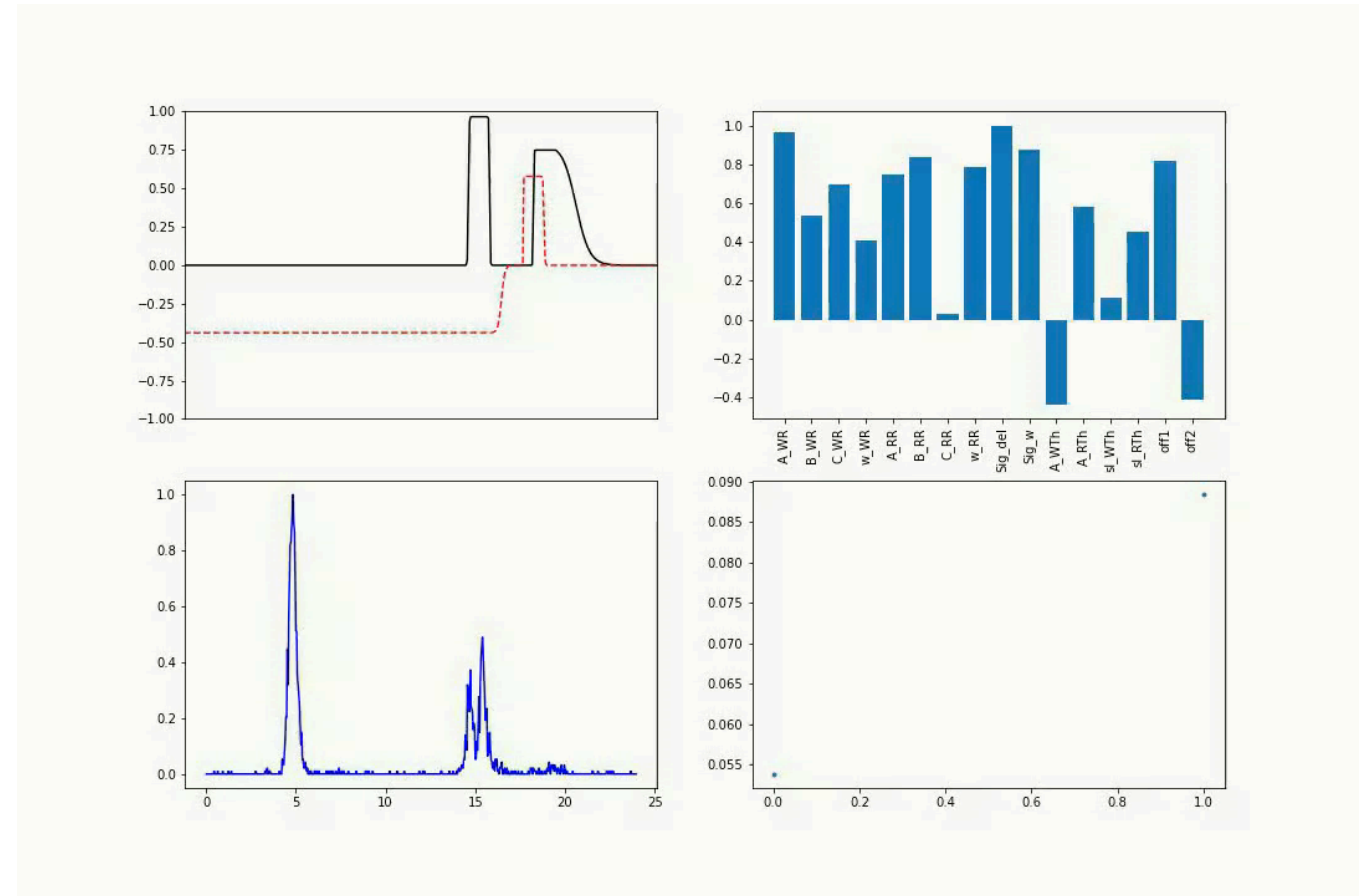 1.00
0.75
0.50
0.25
0.00
−0.25
−0.50
−0.75
−1.00
1.0
0.8
0.6
0.4
0.2
0.0
−0.2
−0.4
A_WR
B_WR
C_WR
w_WR
A_RR
B_RR
C_RR
w_RR
Sig_del
Sig_w
A_WTh
A_RTh
sl_WTh
sl_RTh
off1
off2
1.0
0.8
0.6
0.4
0.2
0.0
0 5 10 15 20 25
0.090
0.085
0.080
0.075
0.070
0.065
0.060
0.055
0.0 0.2 0.4 0.6 0.8 1.0